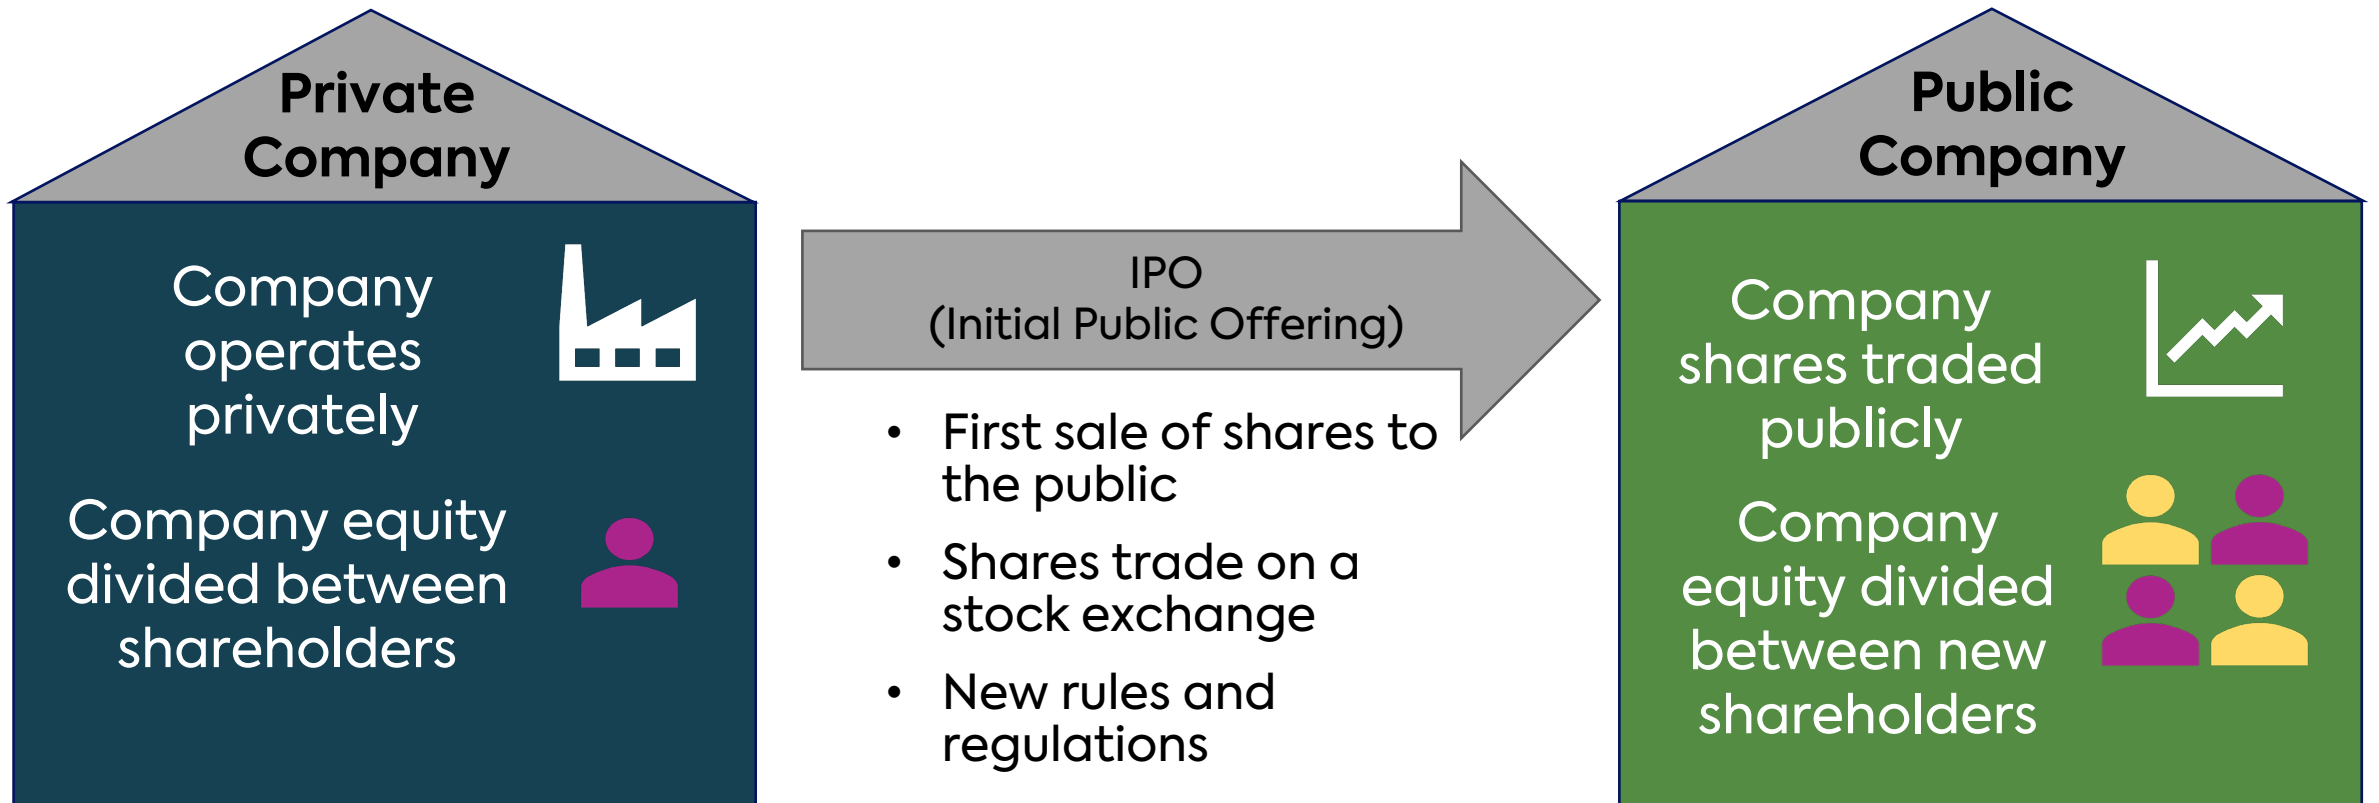 Private
Company
Company
operates
privately
Company equity
divided between
shareholders
IPO
(Initial Public Offering)
• First sale of shares to
the public
• Shares trade on a
stock exchange
• New rules and
regulations
Public
Company
Company
shares traded
publicly
Company
equity divided
between new
shareholders